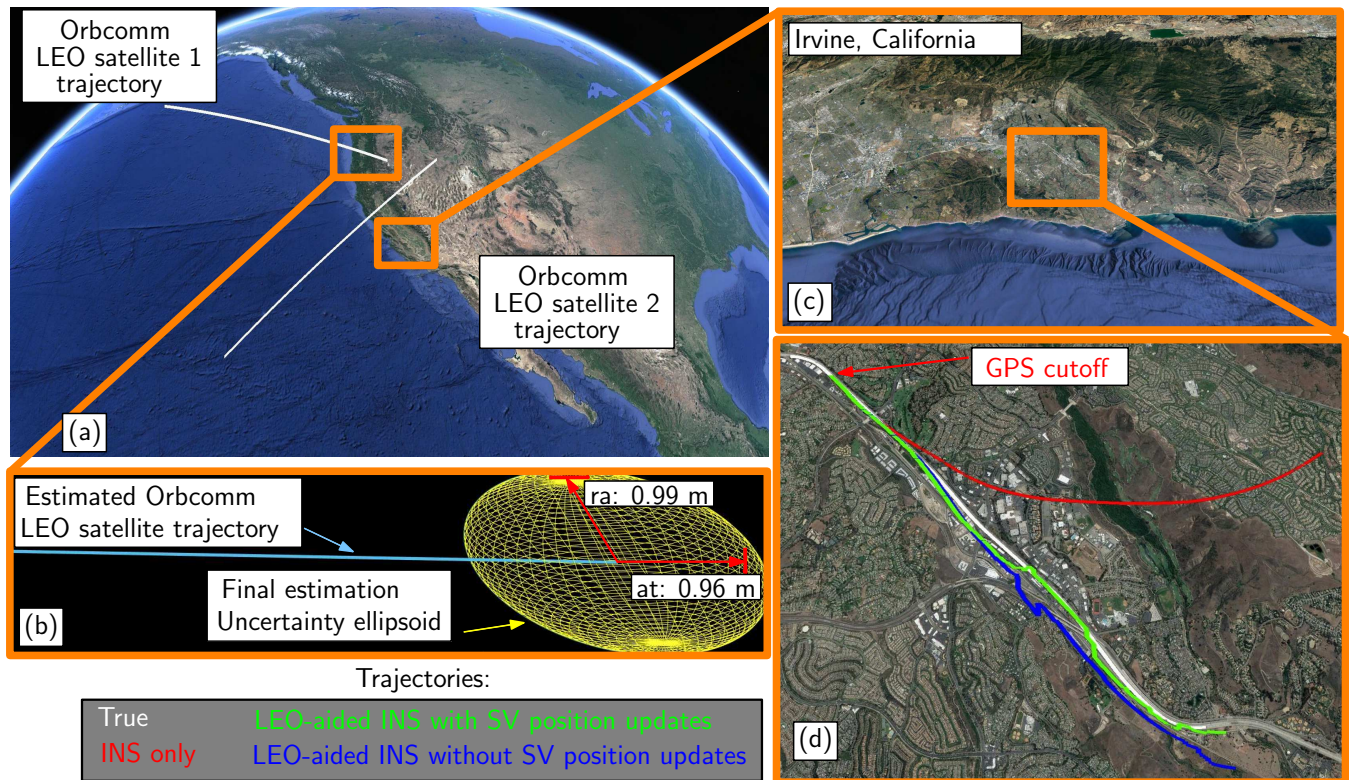 Orbcomm
LEO satellite 1
trajectory
Orbcomm
LEO satellite 2
trajectory
(a)
Irvine, California
(c)
GPS cutoff
(d)
Estimated Orbcomm
LEO satellite trajectory
ra: 0.99 m
at: 0.96 m
Final estimation
Uncertainty ellipsoid
(b)
Trajectories:
True
LEO-aided INS with SV position updates
INS only
LEO-aided INS without SV position updates